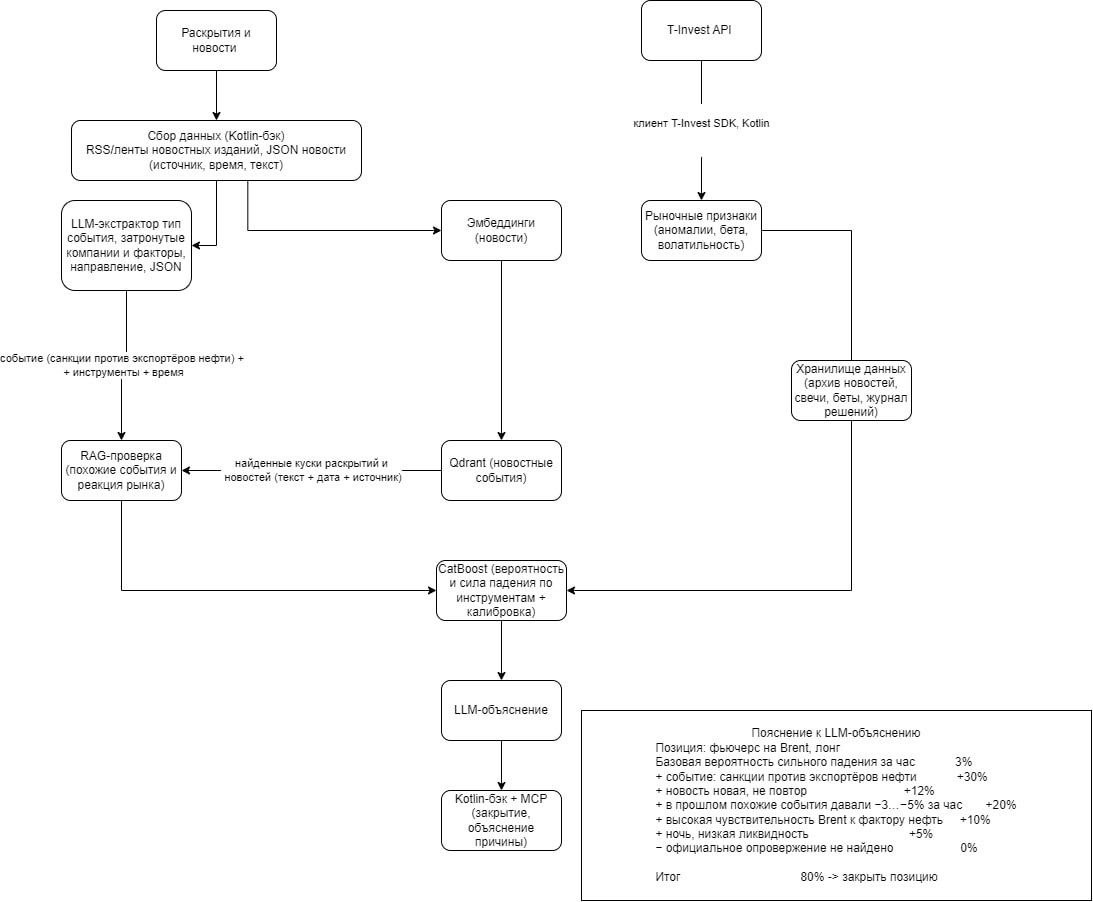 Раскрытия и
новости
T-Invest API
клиент T-Invest SDK, Kotlin
Сбор данных (Kotlin-бэк)
RSS/ленты новостных изданий, JSON новости
(источник, время, текст)
LLM-экстрактор тип
события, затронутые
компании и факторы,
направление, JSON
Эмбеддинги
(новости)
Рыночные признаки
(аномалии, бета,
волатильность)
событие (санкции против экспортёров нефти) +
+ инструменты + время
Хранилище данных
(архив новостей,
свечи, беты, журнал
решений)
RAG-проверка
(похожие события и
реакция рынка)
найденные куски раскрытий и
новостей (текст + дата + источник)
Qdrant (новостные
события)
CatBoost (вероятность
и сила падения по
инструментам +
калибровка)
LLM-объяснение
Kotlin-бэк + MCP
(закрытие,
объяснение
причины)
Пояснение к LLM-объяснению
Позиция: фьючерс на Brent, лонг
Базовая вероятность сильного падения за час 3%
+ событие: санкции против экспортёров нефти +30%
+ новость новая, не повтор +12%
+ в прошлом похожие события давали −3...−5% за час +20%
+ высокая чувствительность Brent к фактору нефть +10%
+ ночь, низкая ликвидность +5%
− официальное опровержение не найдено 0%
Итог 80% -> закрыть позицию